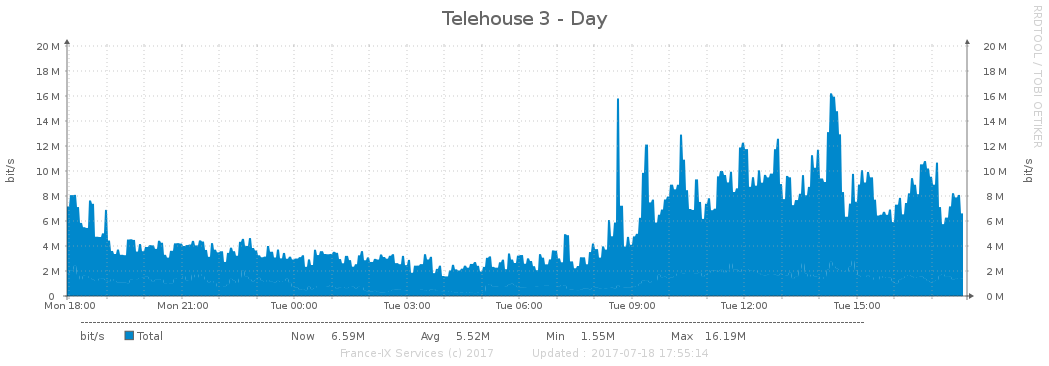 Telehouse 3 - Day
RRDTOOL / TOBI OETIKER
bit/s
bit/s
20 M 20 M
18 M 18 M
16 M 16 M
14 M 14 M
12 M 12 M
10 M 10 M
8 M 8 M
6 M 6 M
4 M 4 M
2 M 2 M
0 0 M
Mon 18:00 Mon 21:00 Tue 00:00 Tue 03:00 Tue 06:00 Tue 09:00 Tue 12:00 Tue 15:00
bit/s Total Now 6.59M Avg 5.52M Min 1.55M Max 16.19M
France-IX Services (c) 2017 Updated : 2017-07-18 17:55:14